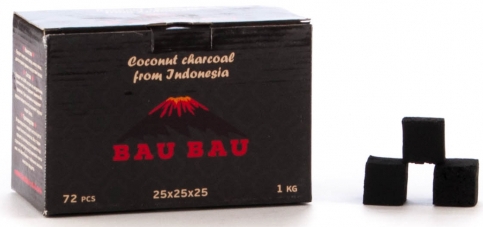 Coconut charcoal
from Indonesia
BAU BAU
72 PCS 25x25x25 1 KG